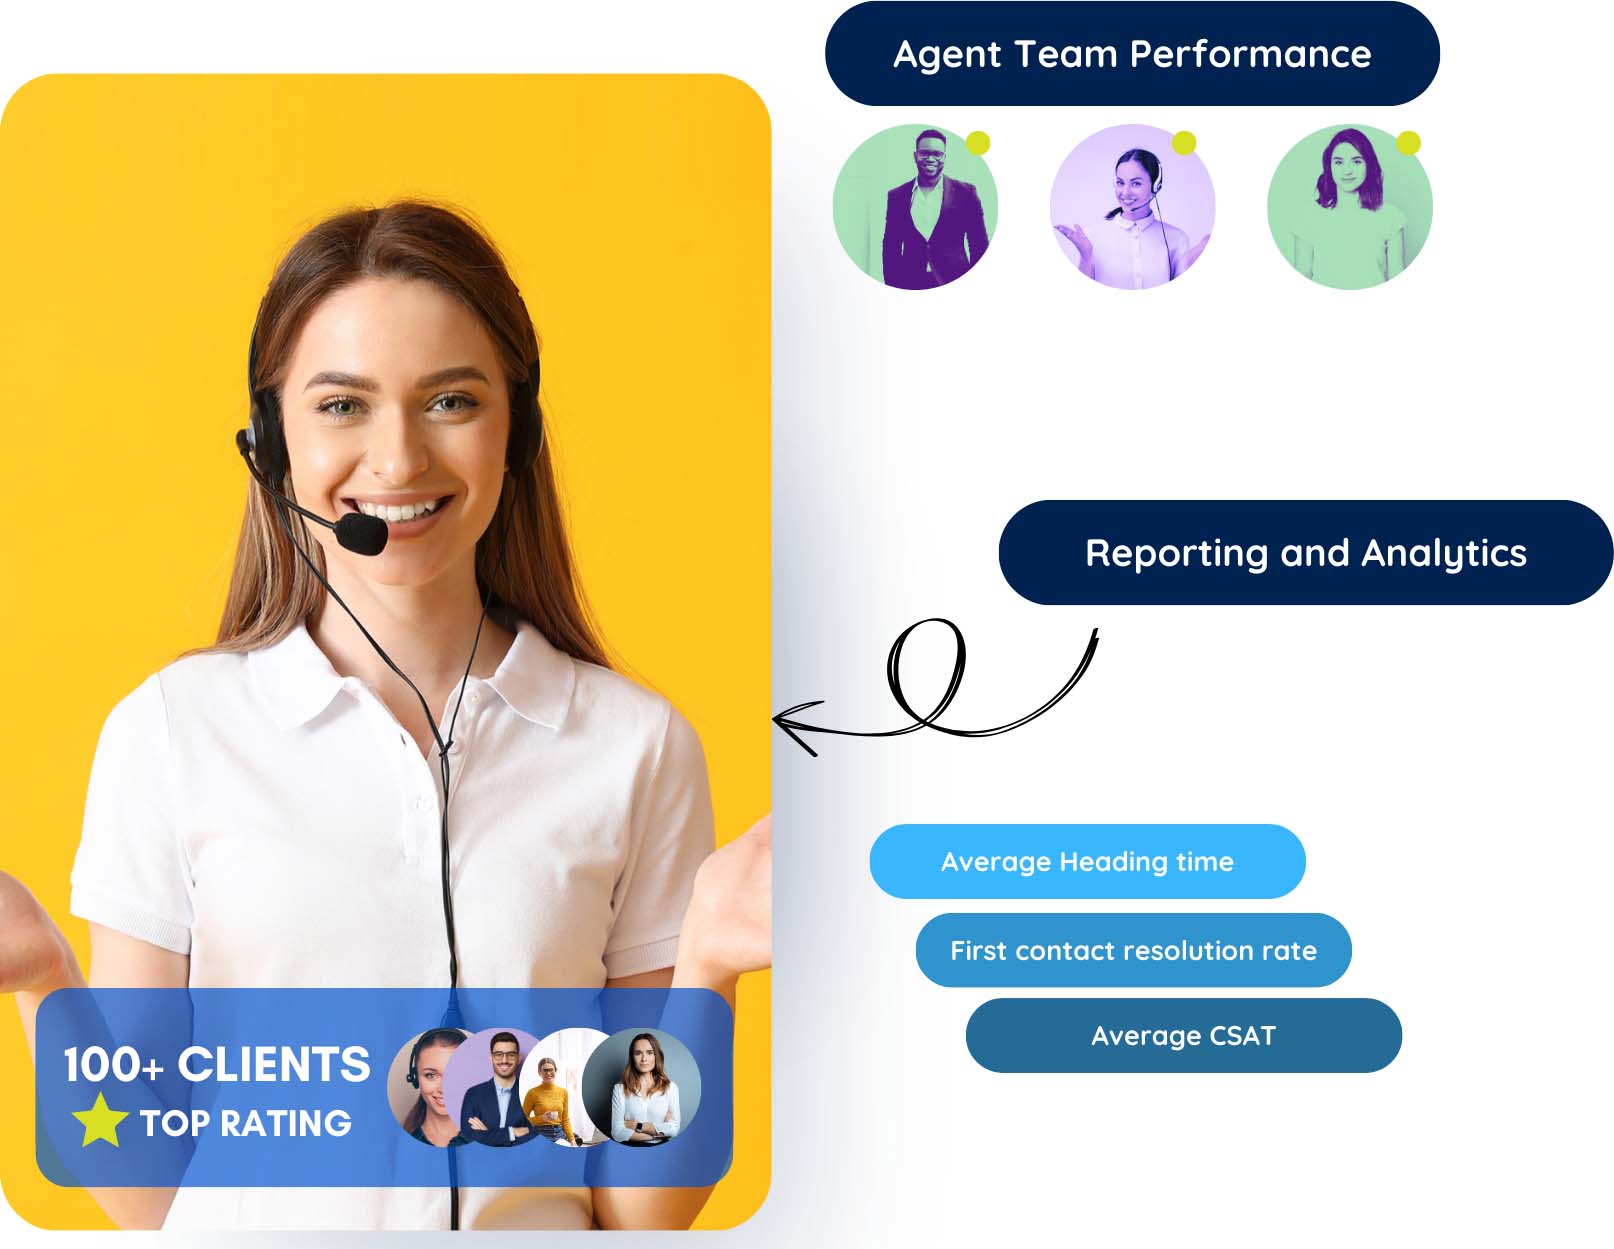 Agent Team Performance
Reporting and Analytics
Average Heading time
First contact resolution rate
Average CSAT
100+ CLIENTS
TOP RATING